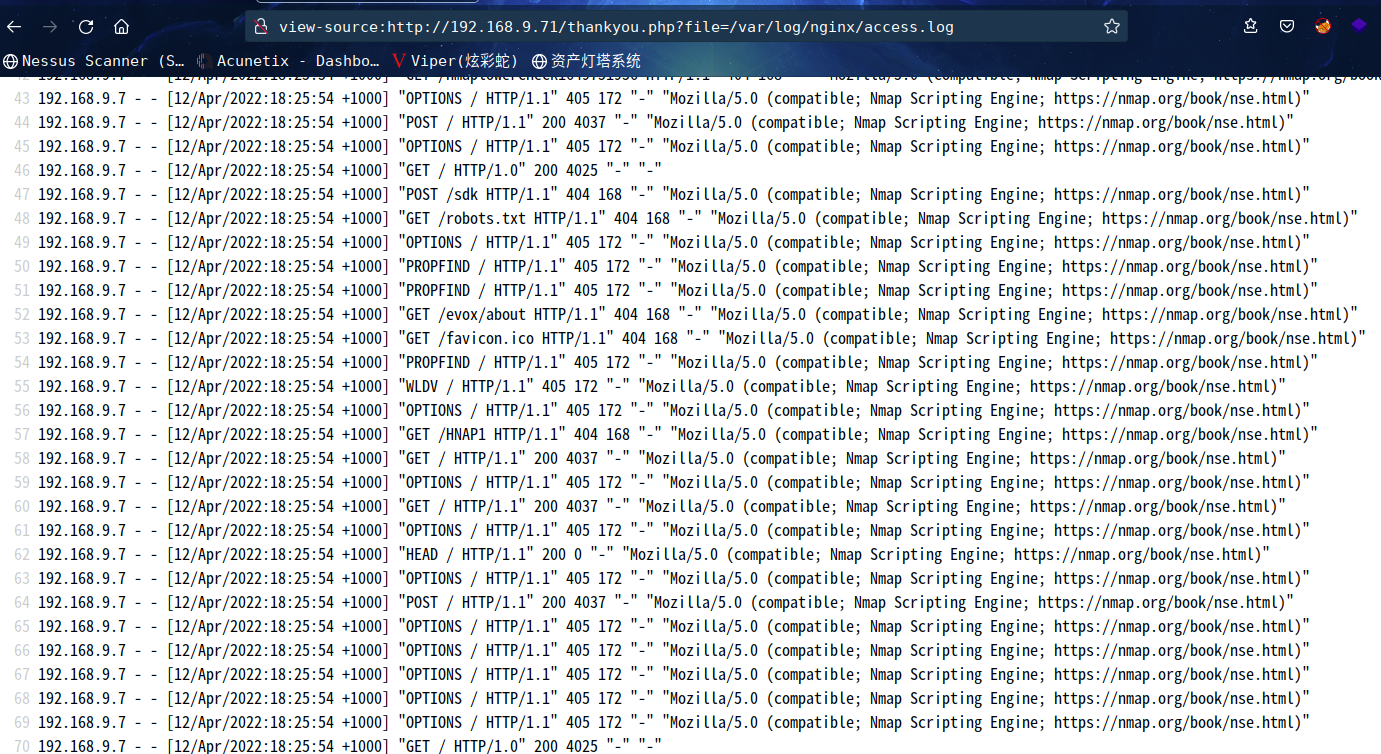 view-source:http://192.168.9.71/thankyou.php?file=/var/log/nginx/access.log
Nessus Scanner (S… Acunetix - Dashbo… Viper(炫彩蛇) 资产灯塔系统
43 192.168.9.7 - - [12/Apr/2022:18:25:54 +1000] "OPTIONS / HTTP/1.1" 405 172 "-" "Mozilla/5.0 (compatible; Nmap Scripting Engine; https://nmap.org/book/nse.html)"
44 192.168.9.7 - - [12/Apr/2022:18:25:54 +1000] "POST / HTTP/1.1" 200 4037 "-" "Mozilla/5.0 (compatible; Nmap Scripting Engine; https://nmap.org/book/nse.html)"
45 192.168.9.7 - - [12/Apr/2022:18:25:54 +1000] "OPTIONS / HTTP/1.1" 405 172 "-" "Mozilla/5.0 (compatible; Nmap Scripting Engine; https://nmap.org/book/nse.html)"
46 192.168.9.7 - - [12/Apr/2022:18:25:54 +1000] "GET / HTTP/1.0" 200 4025 "-" "-"
47 192.168.9.7 - - [12/Apr/2022:18:25:54 +1000] "POST /sdk HTTP/1.1" 404 168 "-" "Mozilla/5.0 (compatible; Nmap Scripting Engine; https://nmap.org/book/nse.html)"
48 192.168.9.7 - - [12/Apr/2022:18:25:54 +1000] "GET /robots.txt HTTP/1.1" 404 168 "-" "Mozilla/5.0 (compatible; Nmap Scripting Engine; https://nmap.org/book/nse.html)"
49 192.168.9.7 - - [12/Apr/2022:18:25:54 +1000] "OPTIONS / HTTP/1.1" 405 172 "-" "Mozilla/5.0 (compatible; Nmap Scripting Engine; https://nmap.org/book/nse.html)"
50 192.168.9.7 - - [12/Apr/2022:18:25:54 +1000] "PROPFIND / HTTP/1.1" 405 172 "-" "Mozilla/5.0 (compatible; Nmap Scripting Engine; https://nmap.org/book/nse.html)"
51 192.168.9.7 - - [12/Apr/2022:18:25:54 +1000] "PROPFIND / HTTP/1.1" 405 172 "-" "Mozilla/5.0 (compatible; Nmap Scripting Engine; https://nmap.org/book/nse.html)"
52 192.168.9.7 - - [12/Apr/2022:18:25:54 +1000] "GET /evox/about HTTP/1.1" 404 168 "-" "Mozilla/5.0 (compatible; Nmap Scripting Engine; https://nmap.org/book/nse.html)"
53 192.168.9.7 - - [12/Apr/2022:18:25:54 +1000] "GET /favicon.ico HTTP/1.1" 404 168 "-" "Mozilla/5.0 (compatible; Nmap Scripting Engine; https://nmap.org/book/nse.html)"
54 192.168.9.7 - - [12/Apr/2022:18:25:54 +1000] "PROPFIND / HTTP/1.1" 405 172 "-" "Mozilla/5.0 (compatible; Nmap Scripting Engine; https://nmap.org/book/nse.html)"
55 192.168.9.7 - - [12/Apr/2022:18:25:54 +1000] "WLDV / HTTP/1.1" 405 172 "-" "Mozilla/5.0 (compatible; Nmap Scripting Engine; https://nmap.org/book/nse.html)"
56 192.168.9.7 - - [12/Apr/2022:18:25:54 +1000] "OPTIONS / HTTP/1.1" 405 172 "-" "Mozilla/5.0 (compatible; Nmap Scripting Engine; https://nmap.org/book/nse.html)"
57 192.168.9.7 - - [12/Apr/2022:18:25:54 +1000] "GET /HNAP1 HTTP/1.1" 404 168 "-" "Mozilla/5.0 (compatible; Nmap Scripting Engine; https://nmap.org/book/nse.html)"
58 192.168.9.7 - - [12/Apr/2022:18:25:54 +1000] "GET / HTTP/1.1" 200 4037 "-" "Mozilla/5.0 (compatible; Nmap Scripting Engine; https://nmap.org/book/nse.html)"
59 192.168.9.7 - - [12/Apr/2022:18:25:54 +1000] "OPTIONS / HTTP/1.1" 405 172 "-" "Mozilla/5.0 (compatible; Nmap Scripting Engine; https://nmap.org/book/nse.html)"
60 192.168.9.7 - - [12/Apr/2022:18:25:54 +1000] "GET / HTTP/1.1" 200 4037 "-" "Mozilla/5.0 (compatible; Nmap Scripting Engine; https://nmap.org/book/nse.html)"
61 192.168.9.7 - - [12/Apr/2022:18:25:54 +1000] "OPTIONS / HTTP/1.1" 405 172 "-" "Mozilla/5.0 (compatible; Nmap Scripting Engine; https://nmap.org/book/nse.html)"
62 192.168.9.7 - - [12/Apr/2022:18:25:54 +1000] "HEAD / HTTP/1.1" 200 0 "-" "Mozilla/5.0 (compatible; Nmap Scripting Engine; https://nmap.org/book/nse.html)"
63 192.168.9.7 - - [12/Apr/2022:18:25:54 +1000] "OPTIONS / HTTP/1.1" 405 172 "-" "Mozilla/5.0 (compatible; Nmap Scripting Engine; https://nmap.org/book/nse.html)"
64 192.168.9.7 - - [12/Apr/2022:18:25:54 +1000] "POST / HTTP/1.1" 200 4037 "-" "Mozilla/5.0 (compatible; Nmap Scripting Engine; https://nmap.org/book/nse.html)"
65 192.168.9.7 - - [12/Apr/2022:18:25:54 +1000] "OPTIONS / HTTP/1.1" 405 172 "-" "Mozilla/5.0 (compatible; Nmap Scripting Engine; https://nmap.org/book/nse.html)"
66 192.168.9.7 - - [12/Apr/2022:18:25:54 +1000] "OPTIONS / HTTP/1.1" 405 172 "-" "Mozilla/5.0 (compatible; Nmap Scripting Engine; https://nmap.org/book/nse.html)"
67 192.168.9.7 - - [12/Apr/2022:18:25:54 +1000] "OPTIONS / HTTP/1.1" 405 172 "-" "Mozilla/5.0 (compatible; Nmap Scripting Engine; https://nmap.org/book/nse.html)"
68 192.168.9.7 - - [12/Apr/2022:18:25:54 +1000] "OPTIONS / HTTP/1.1" 405 172 "-" "Mozilla/5.0 (compatible; Nmap Scripting Engine; https://nmap.org/book/nse.html)"
69 192.168.9.7 - - [12/Apr/2022:18:25:54 +1000] "OPTIONS / HTTP/1.1" 405 172 "-" "Mozilla/5.0 (compatible; Nmap Scripting Engine; https://nmap.org/book/nse.html)"
70 192.168.9.7 - - [12/Apr/2022:18:25:54 +1000] "GET / HTTP/1.0" 200 4025 "-" "-"